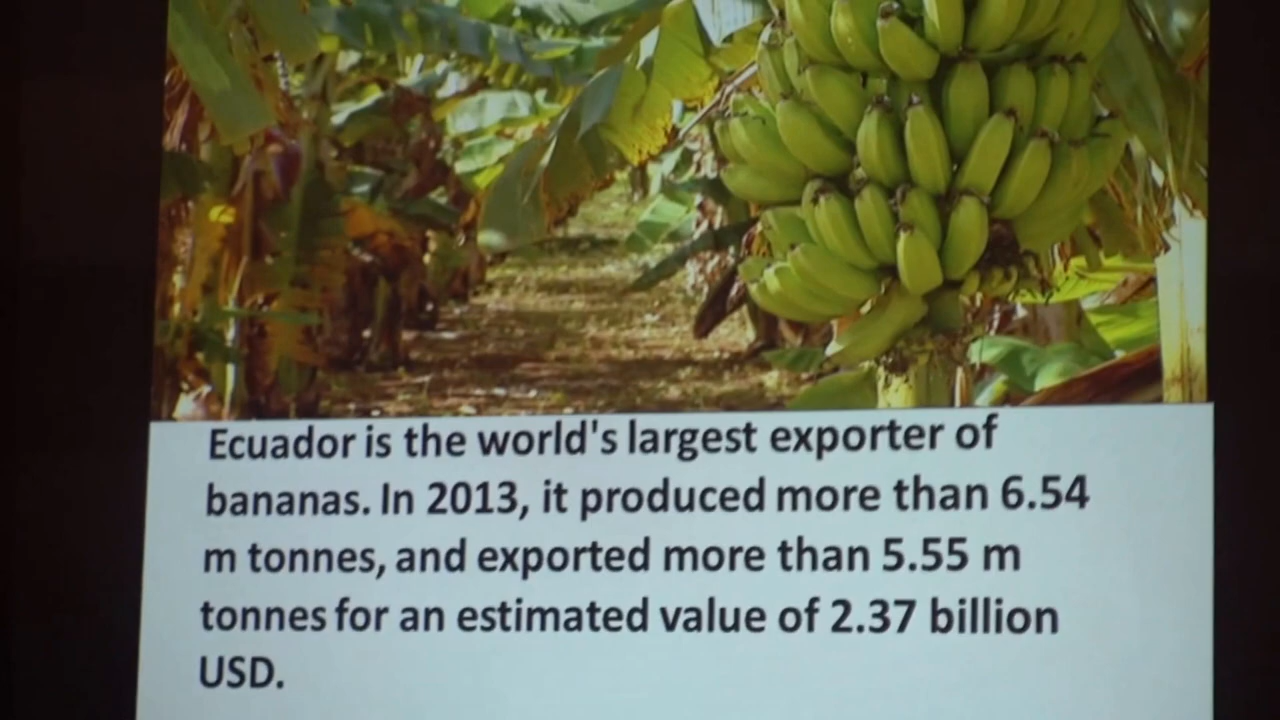 Ecuador is the world's largest exporter of
bananas. In 2013, it produced more than 6.54
m tonnes, and exported more than 5.55 m
tonnes for an estimated value of 2.37 billion
USD.